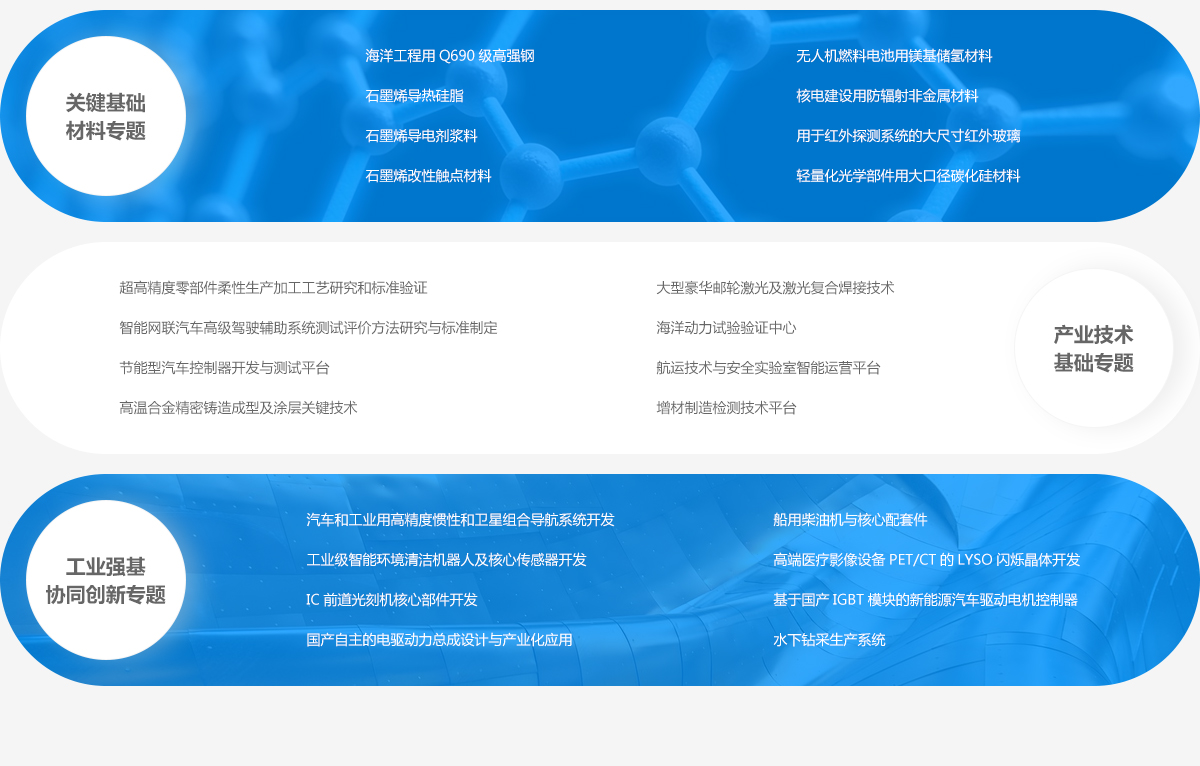 关键基础
材料专题
海洋工程用 Q690 级高强钢
石墨烯导热硅脂
石墨烯导电剂浆料
石墨烯改性触点材料
无人机燃料电池用镁基储氢材料
核电建设用防辐射非金属材料
用于红外探测系统的大尺寸红外玻璃
轻量化光学部件用大口径碳化硅材料
超高精度零部件柔性生产加工工艺研究和标准验证
智能网联汽车高级驾驶辅助系统测试评价方法研究与标准制定
节能型汽车控制器开发与测试平台
高温合金精密铸造成型及涂层关键技术
大型豪华邮轮激光及激光复合焊接技术
海洋动力试验验证中心
航运技术与安全实验室智能运营平台
增材制造检测技术平台
产业技术
基础专题
工业强基
协同创新专题
汽车和工业用高精度惯性和卫星组合导航系统开发
工业级智能环境清洁机器人及核心传感器开发
IC 前道光刻机核心部件开发
国产自主的电驱动力总成设计与产业化应用
船用柴油机与核心配套件
高端医疗影像设备 PET/CT 的 LYSO 闪烁晶体开发
基于国产 IGBT 模块的新能源汽车驱动电机控制器
水下钻采生产系统